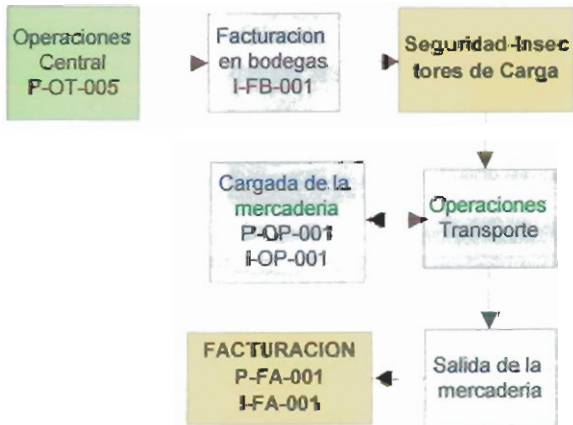 Operaciones
Central
P-OT-005
Facturacion
en bodegas
I-FB-001
Seguridad-Insec
tores de Carga
Cargada de la
mercaderia
P-OP-001
I-OP-001
Operaciones
Transporte
FACTURACION
P-FA-001
I-FA-001
Salida de la
mercaderia